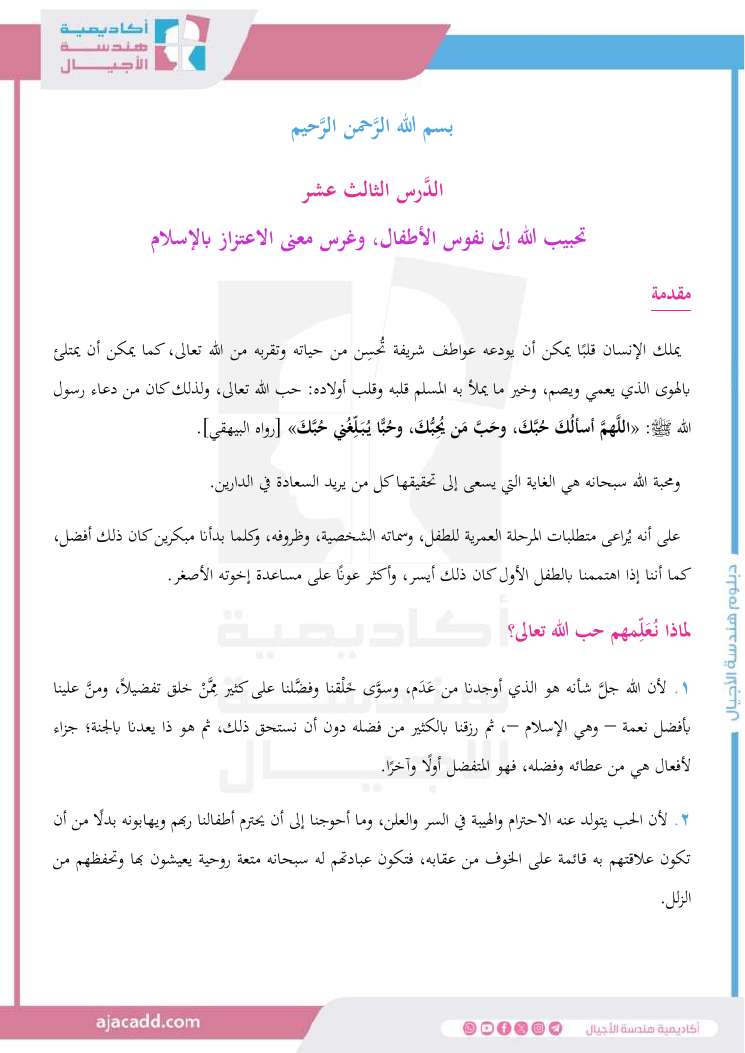 أكاديمية
هندسة
الأجيال
بسم الله الرَّحمن الرَّحيم
الدَّرس الثالث عشر
تحبيب الله إلى نفوس الأطفال، وغرس معنى الاعتزاز بالإسلام
مقدمة
يملك الإنسان قلبًا يمكن أن يودعه عواطف شريفة تُحسِن من حياته وتقربه من الله تعالى، كما يمكن أن يمتلئ
بالهوى الذي يعمي ويصم، وخير ما يملأ به المسلم قلبه وقلب أولاده: حب الله تعالى، ولذلك كان من دعاء رسول
الله ﷺ: «اللَّهمَّ أسألُكَ حُبَّكَ، وحَبَّ مَن يُحِبُّكَ، وحُبًّا يُبَلِّغُني حُبَّكَ» [رواه البيهقي].
ومحبة الله سبحانه هي الغاية التي يسعى إلى تحقيقها كل من يريد السعادة في الدارين.
على أنه يُراعى متطلبات المرحلة العمرية للطفل، وسماته الشخصية، وظروفه، وكلما بدأنا مبكرين كان ذلك أفضل،
كما أننا إذا اهتممنا بالطفل الأول كان ذلك أيسر، وأكثر عونًا على مساعدة إخوته الأصغر.
لماذا نُعَلِّمهم حب الله تعالى؟
١. لأن الله جلَّ شأنه هو الذي أوجدنا من عَدَم، وسوَّى خَلْقنا وفضَّلنا على كثير مِمَّنْ خلق تفضيلاً، ومنَّ علينا
بأفضل نعمة – وهي الإسلام –، ثم رزقنا بالكثير من فضله دون أن نستحق ذلك، ثم هو ذا يعدنا بالجنة؛ جزاء
لأفعال هي من عطائه وفضله، فهو المتفضل أولًا وآخرًا.
٢. لأن الحب يتولد عنه الاحترام والهيبة في السر والعلن، وما أحوجنا إلى أن يحترم أطفالنا ربهم ويهابونه بدلًا من أن
تكون علاقتهم به قائمة على الخوف من عقابه، فتكون عبادتهم له سبحانه متعة روحية يعيشون بها وتحفظهم من
الزلل.
أكاديمية
هندسة
الأجيال
دبلوم هندسة الأجيال
أكاديمية هندسة الأجيال
ajacadd.com